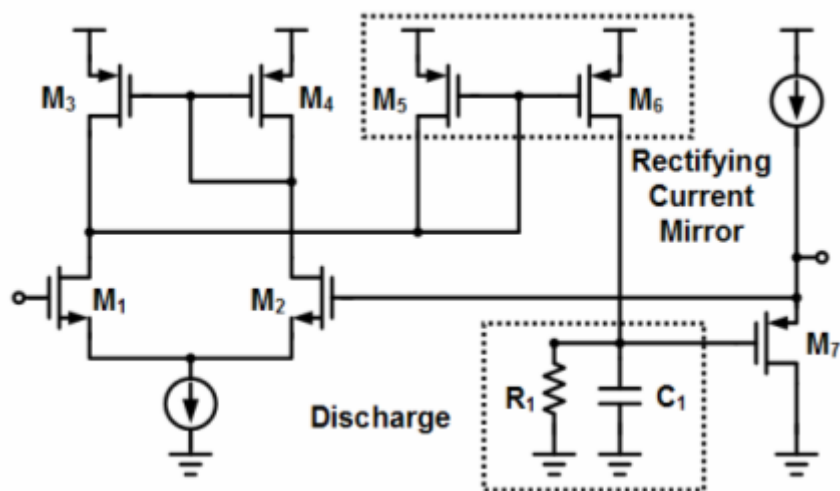 M3
M4
M5
M6
Rectifying
Current
Mirror
M1
M2
M7
R1
C1
Discharge